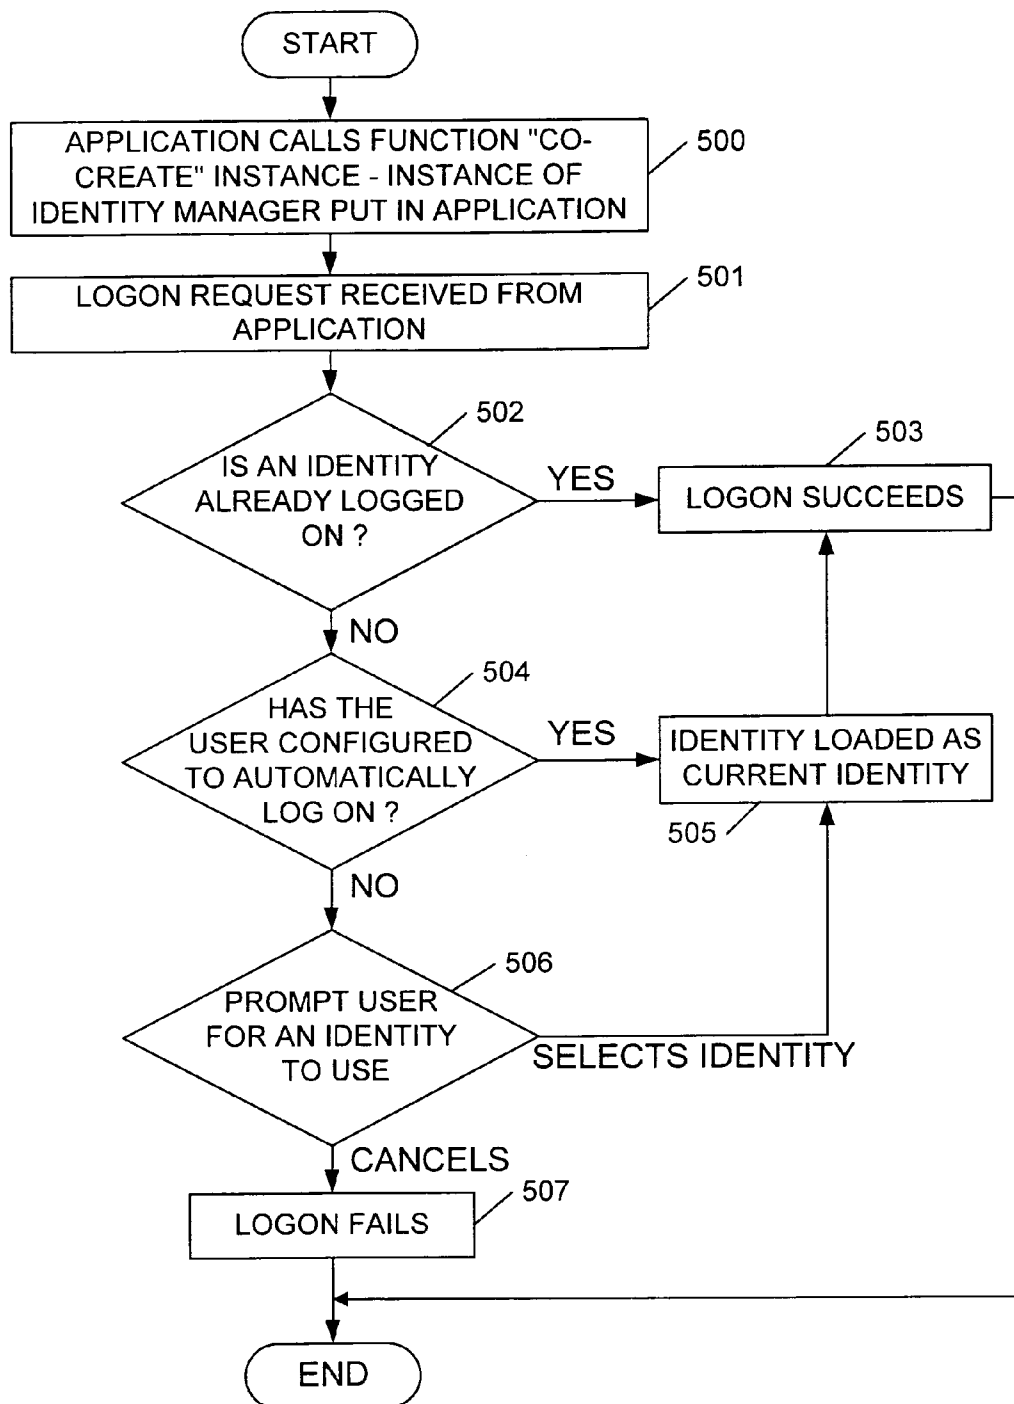 START
APPLICATION CALLS FUNCTION "CO-
CREATE" INSTANCE - INSTANCE OF
IDENTITY MANAGER PUT IN APPLICATION
500
LOGON REQUEST RECEIVED FROM
APPLICATION
501
502
IS AN IDENTITY
ALREADY LOGGED
ON ?
YES
503
LOGON SUCCEEDS
NO
504
HAS THE
USER CONFIGURED
TO AUTOMATICALLY
LOG ON ?
YES
IDENTITY LOADED AS
CURRENT IDENTITY
505
NO
506
PROMPT USER
FOR AN IDENTITY
TO USE
SELECTS IDENTITY
CANCELS
507
LOGON FAILS
END